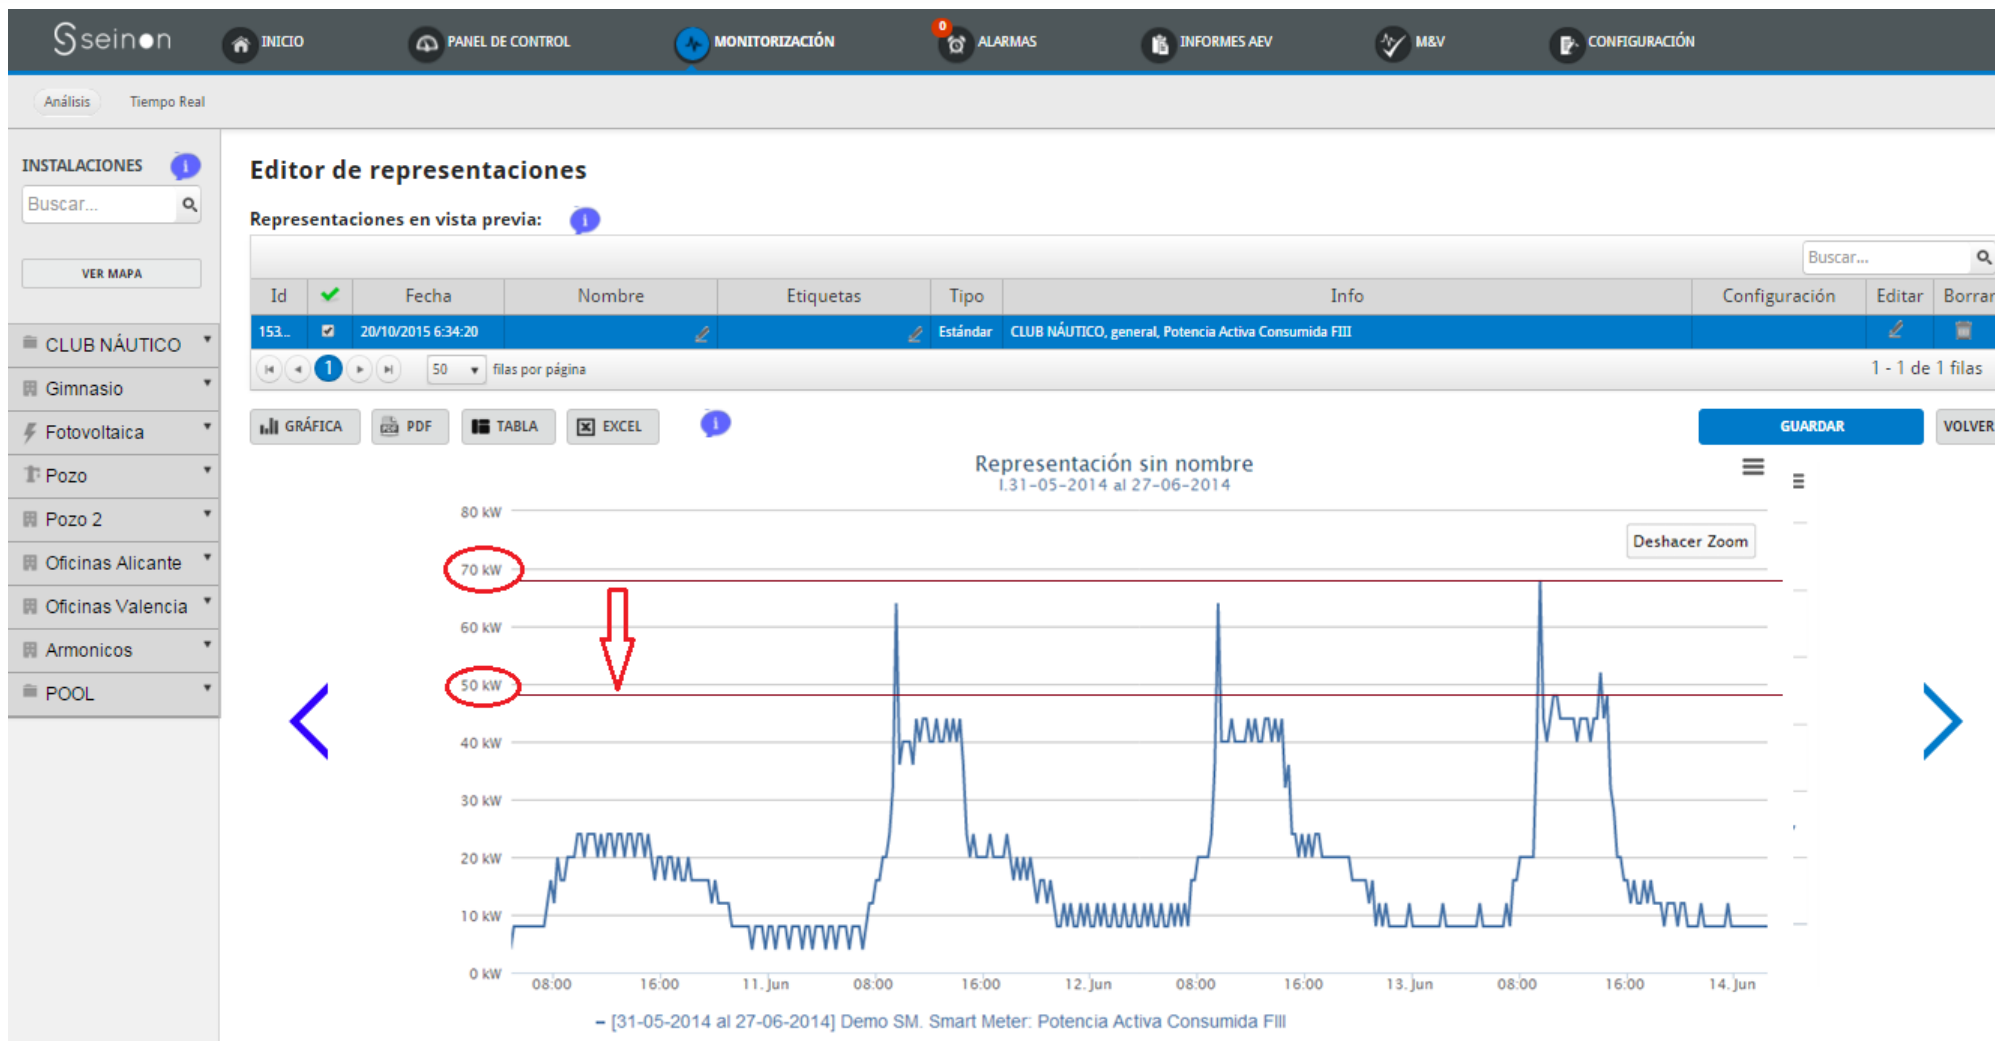 seinon
INICIO
PANEL DE CONTROL
MONITORIZACIÓN
0
ALARMAS
INFORMES AEV
M&V
CONFIGURACIÓN
Análisis
Tiempo Real
INSTALACIONES
i
Buscar...
VER MAPA
CLUB NÁUTICO
Gimnasio
Fotovoltaica
Pozo
Pozo 2
Oficinas Alicante
Oficinas Valencia
Armonicos
POOL
Editor de representaciones
Representaciones en vista previa:
i
Buscar...
Id Fecha Nombre Etiquetas Tipo Info Configuración Editar Borrar
153... 20/10/2015 6:34:20 Estándar CLUB NÁUTICO, general, Potencia Activa Consumida FIII
1 50 filas por página 1 - 1 de 1 filas
GRÁFICA PDF TABLA EXCEL i GUARDAR VOLVER
Representación sin nombre
l.31-05-2014 al 27-06-2014
Deshacer Zoom
80 kW
70 kW
60 kW
50 kW
40 kW
30 kW
20 kW
10 kW
0 kW
08:00 16:00 11. Jun 08:00 16:00 12. Jun 08:00 16:00 13. Jun 08:00 16:00 14. Jun
– [31-05-2014 al 27-06-2014] Demo SM. Smart Meter: Potencia Activa Consumida FIII